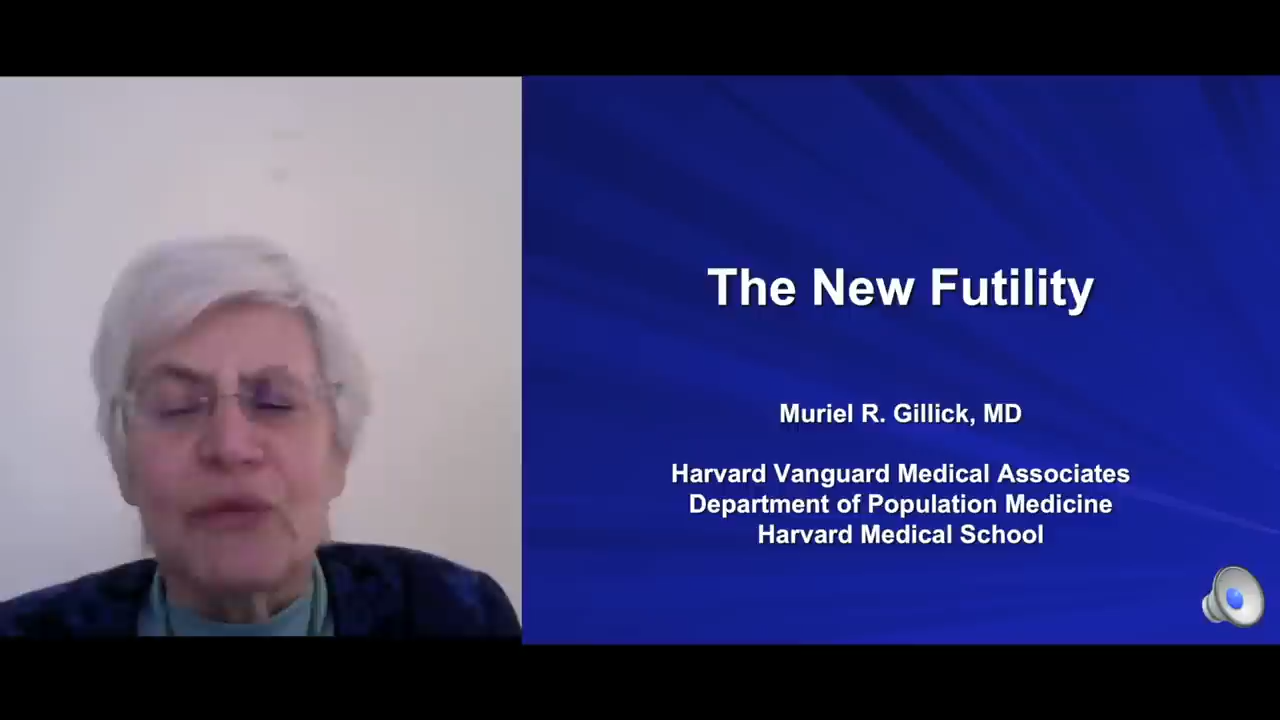 The New Futility
Muriel R. Gillick, MD
Harvard Vanguard Medical Associates
Department of Population Medicine
Harvard Medical School